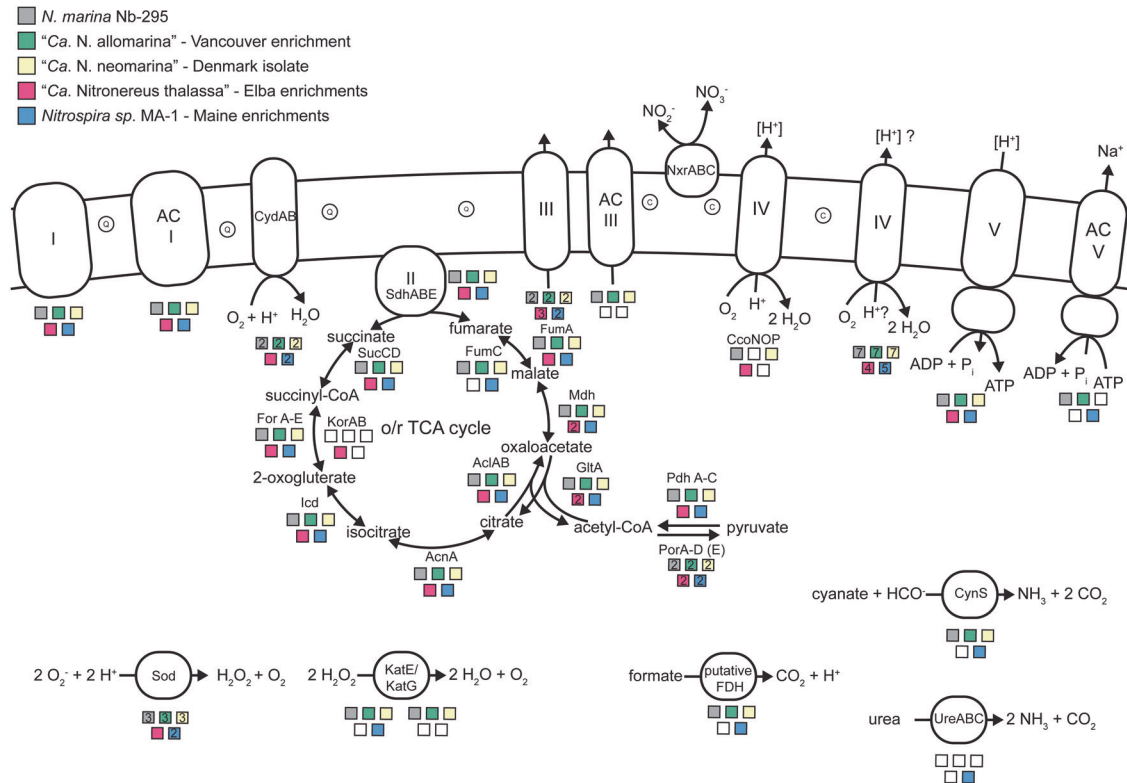 N. marina Nb-295
"Ca. N. allomarina" - Vancouver enrichment
"Ca. N. neomarina" - Denmark isolate
"Ca. Nitronereus thalassa" - Elba enrichments
Nitrospira sp. MA-1 - Maine enrichments
NO₂⁻
NO₃⁻
[H⁺]
[H⁺] ?
[H⁺]
Na⁺
I
Q
AC
I
Q
CydAB
Q
Q
III
AC
III
C
NxrABC
C
IV
C
IV
V
AC
V
II
SdhABE
O₂ + H⁺
H₂O
2 2 2
2
2 2 2
3 2
O₂
H⁺
2 H₂O
CcoNOP
O₂
H⁺?
2 H₂O
7 7 7
4 5
ADP + Pᵢ
ATP
ADP + Pᵢ
ATP
succinate
fumarate
SucCD
FumC
FumA
malate
succinyl-CoA
Mdh
2
For A-E
KorAB
o/r TCA cycle
oxaloacetate
2-oxogluterate
AclAB
GltA
2
Icd
isocitrate
citrate
acetyl-CoA
Pdh A-C
pyruvate
PorA-D (E)
2 2 2
2 2
AcnA
cyanate + HCO⁻
CynS
NH₃ + 2 CO₂
2 O₂⁻ + 2 H⁺
Sod
H₂O₂ + O₂
3 3 3
2
2 H₂O₂
KatE/
KatG
2 H₂O + O₂
formate
putative
FDH
CO₂ + H⁺
urea
UreABC
2 NH₃ + CO₂